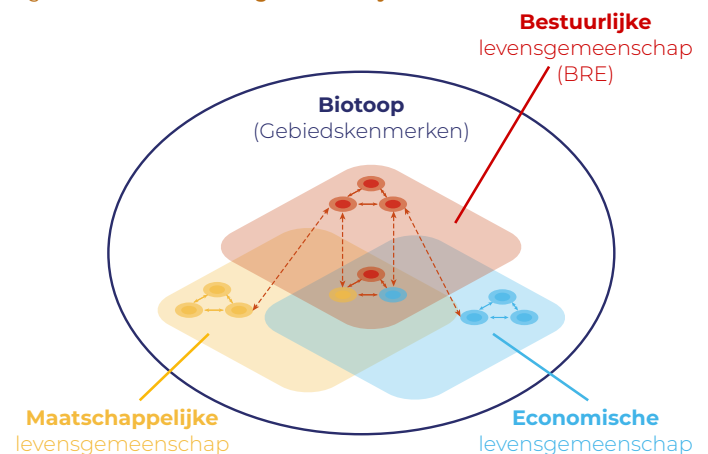 Bestuurlijke
levensgemeenschap
(BRE)
Biotoop
(Gebiedskenmerken)
Maatschappelijke
levensgemeenschap
Economische
levensgemeenschap